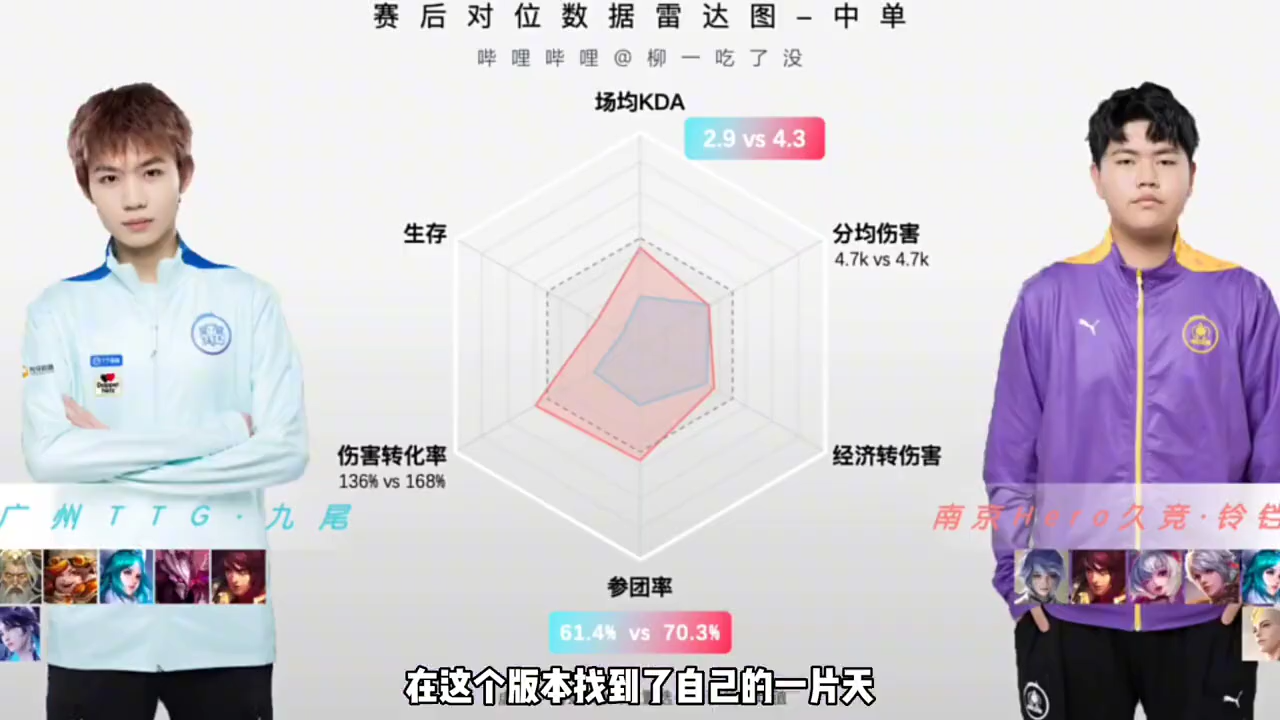 赛后对位数据雷达图-中单
哔哩哔哩@柳一吃了没
场均KDA
2.9 vs 4.3
生存
分均伤害
4.7k vs 4.7k
伤害转化率
136% vs 168%
经济转伤害
广州TTG·九尾
南京Hero久竞·铃铛
参团率
61.4% vs 70.3%
在这个版本找到了自己的一片天